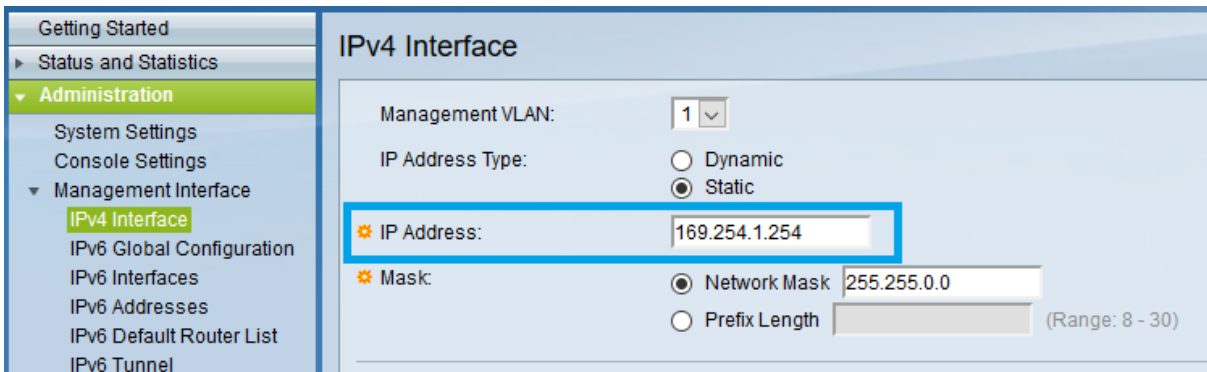 Getting Started
Status and Statistics
Administration
System Settings
Console Settings
Management Interface
IPv4 Interface
IPv6 Global Configuration
IPv6 Interfaces
IPv6 Addresses
IPv6 Default Router List
IPv6 Tunnel
IPv4 Interface
Management VLAN: 1
IP Address Type: Dynamic
Static
IP Address: 169.254.1.254
Mask: Network Mask 255.255.0.0
Prefix Length (Range: 8 - 30)